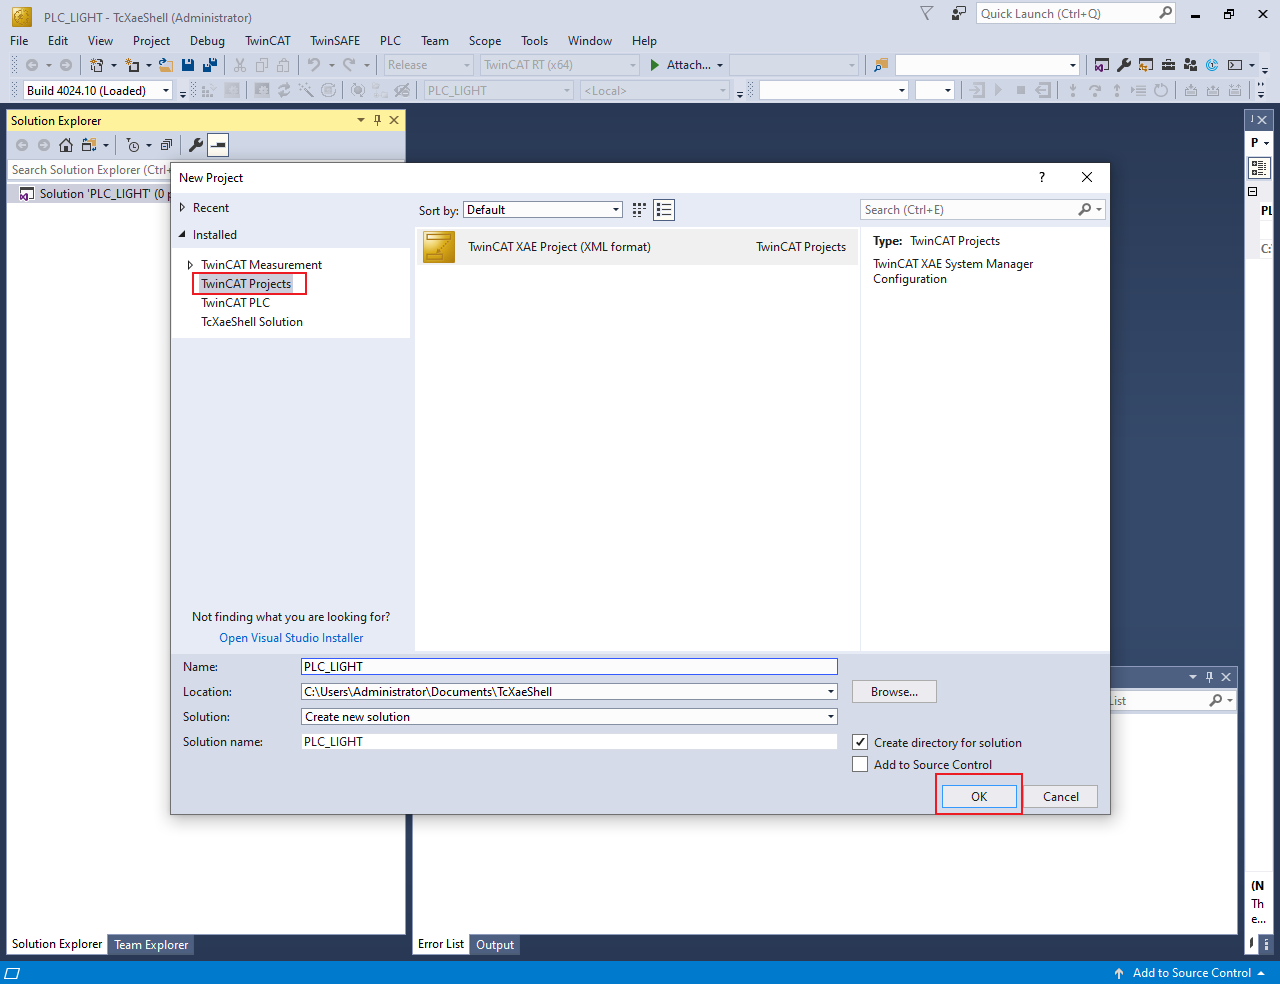 PLC_LIGHT - TcXaeShell (Administrator)
Quick Launch (Ctrl+Q)
File Edit View Project Debug TwinCAT TwinSAFE PLC Team Scope Tools Window Help
Release TwinCAT RT (x64) Attach...
Build 4024.10 (Loaded) PLC_LIGHT <Local>
Solution Explorer
Search Solution Explorer (Ctrl+
Solution 'PLC_LIGHT' (0 p
New Project
?
Recent
Installed
TwinCAT Measurement
TwinCAT Projects
TwinCAT PLC
TcXaeShell Solution
Sort by: Default
Search (Ctrl+E)
TwinCAT XAE Project (XML format) TwinCAT Projects
Type: TwinCAT Projects
TwinCAT XAE System Manager
Configuration
Not finding what you are looking for?
Open Visual Studio Installer
Name: PLC_LIGHT
Location: C:\Users\Administrator\Documents\TcXaeShell Browse...
Solution: Create new solution
Solution name: PLC_LIGHT
Create directory for solution
Add to Source Control
OK Cancel
P
PL
C:
List
(N
Th
e...
Solution Explorer Team Explorer
Error List Output
Add to Source Control